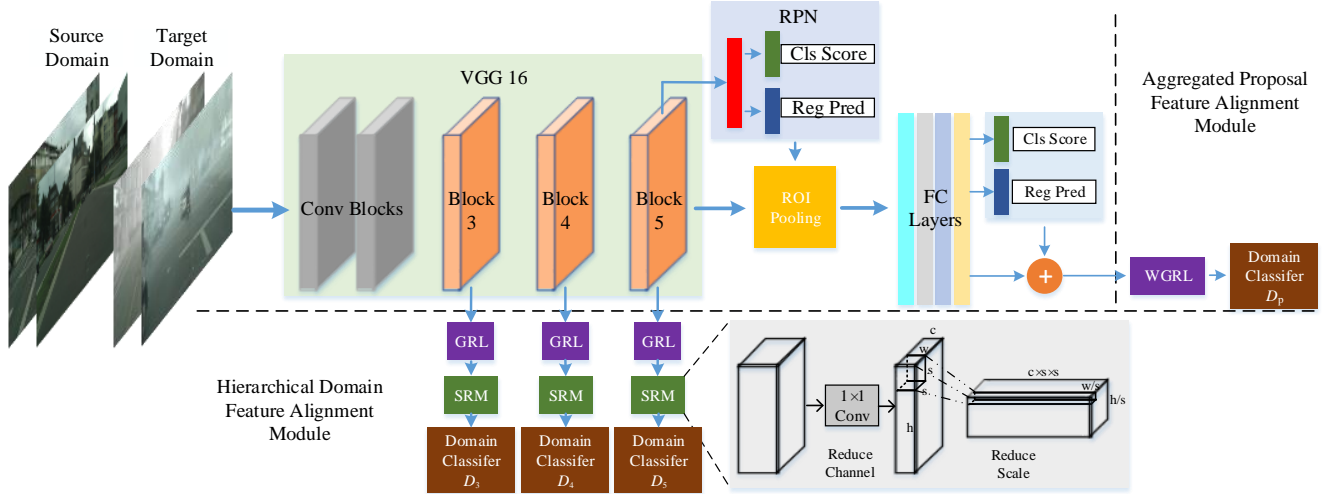 Source
Domain
Target
Domain
VGG 16
Conv Blocks
Block
3
Block
4
Block
5
RPN
Cls Score
Reg Pred
ROI
Pooling
FC
Layers
Cls Score
Reg Pred
+
Aggregated Proposal
Feature Alignment
Module
WGRL
Domain
Classifer
Dₚ
Hierarchical Domain
Feature Alignment
Module
GRL
SRM
Domain
Classifer
D₃
GRL
SRM
Domain
Classifer
D₄
GRL
SRM
Domain
Classifer
D₅
1×1
Conv
Reduce
Channel
c
w
s
s
h
c×s×s
w/s
h/s
Reduce
Scale